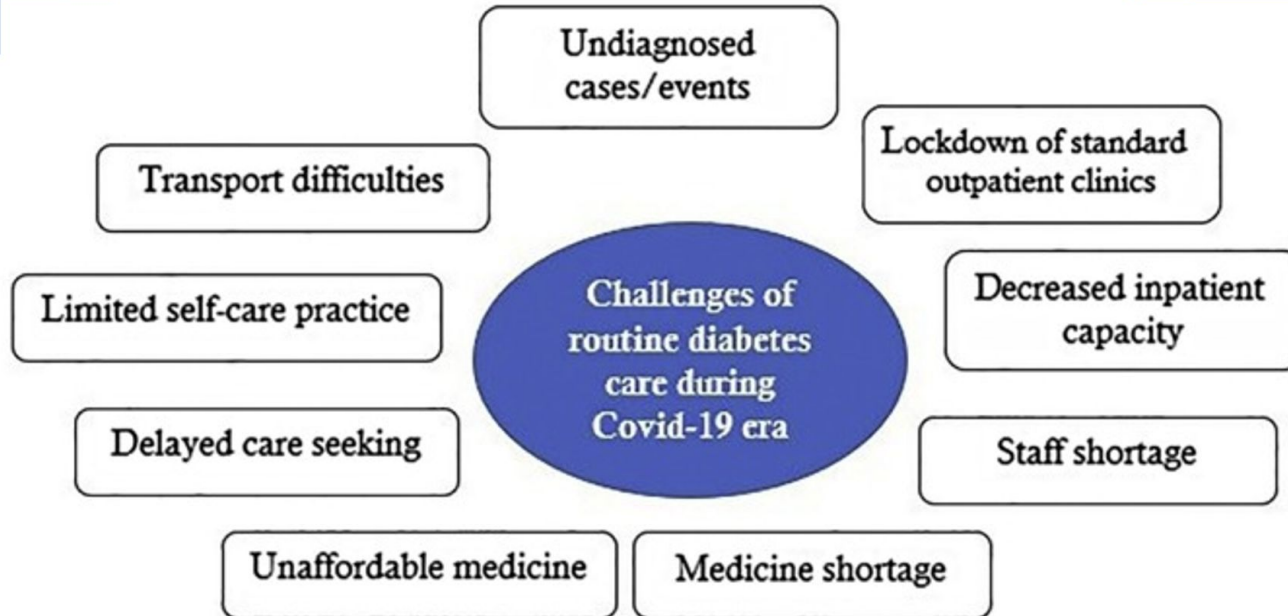 Undiagnosed
cases/events
Lockdown of standard
outpatient clinics
Transport difficulties
Decreased inpatient
capacity
Limited self-care practice
Challenges of
routine diabetes
care during
Covid-19 era
Delayed care seeking
Staff shortage
Unaffordable medicine
Medicine shortage